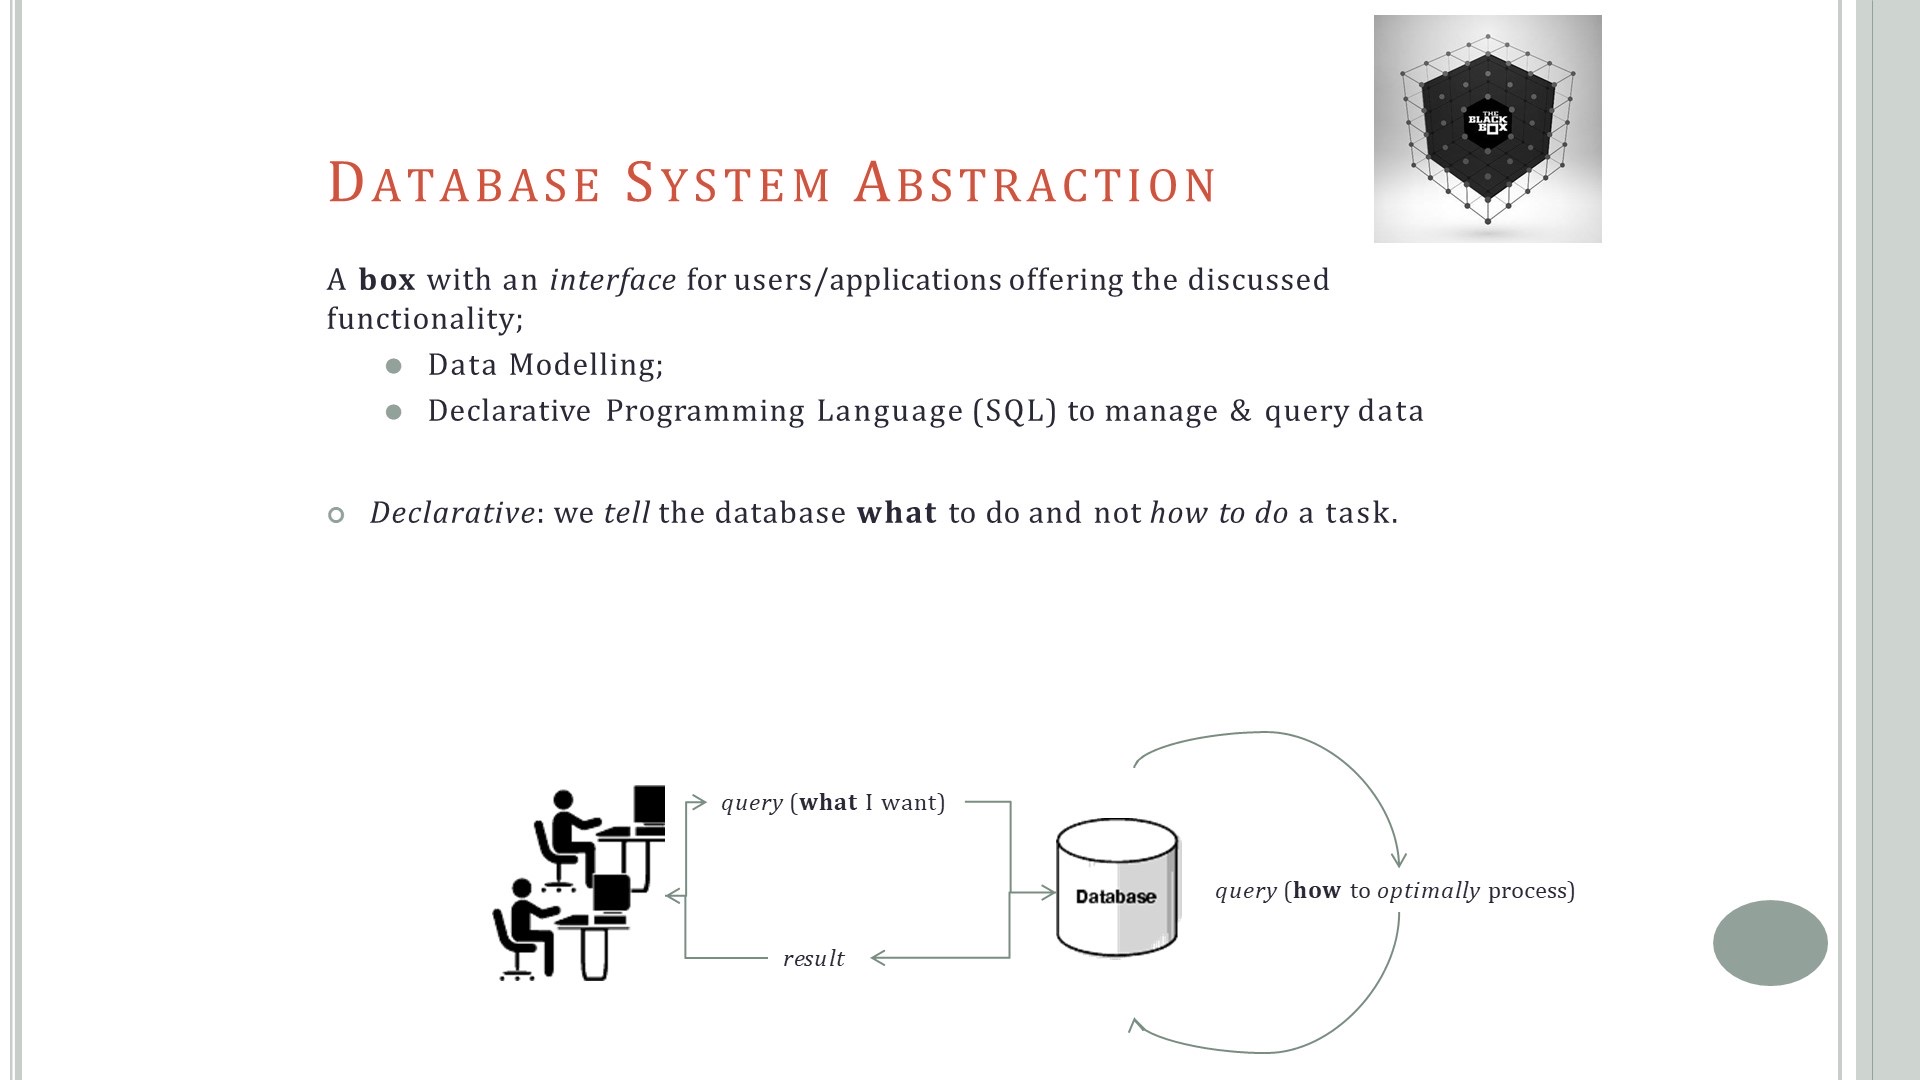 THE
BLACK
BOX
DATABASE SYSTEM ABSTRACTION
A box with an interface for users/applications offering the discussed
functionality;
Data Modelling;
Declarative Programming Language (SQL) to manage & query data
Declarative: we tell the database what to do and not how to do a task.
query (what I want)
Database
query (how to optimally process)
result